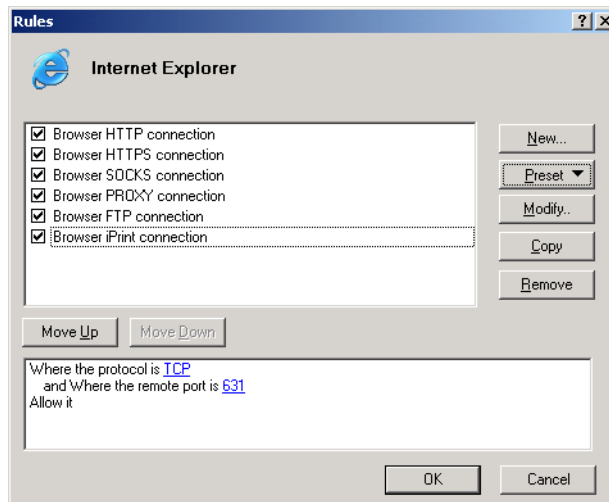 Rules
Internet Explorer
Browser HTTP connection
Browser HTTPS connection
Browser SOCKS connection
Browser PROXY connection
Browser FTP connection
Browser iPrint connection
New...
Preset
Modify..
Copy
Remove
Move Up
Move Down
Where the protocol is TCP
and Where the remote port is 631
Allow it
OK
Cancel